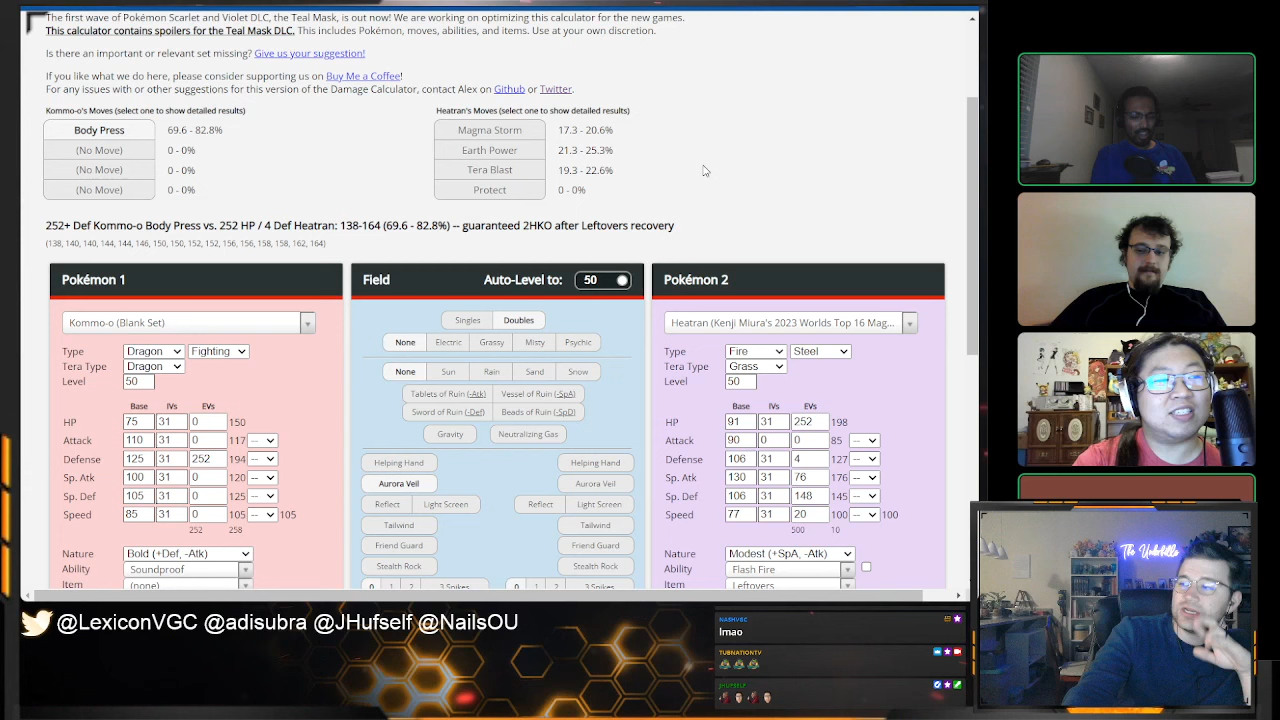 The first wave of Pokémon Scarlet and Violet DLC, the Teal Mask, is out now! We are working on optimizing this calculator for the new games.
This calculator contains spoilers for the Teal Mask DLC. This includes Pokémon, moves, abilities, and items. Use at your own discretion.
Is there an important or relevant set missing? Give us your suggestion!
If you like what we do here, please consider supporting us on Buy Me a Coffee!
For any issues with or other suggestions for this version of the Damage Calculator, contact Alex on Github or Twitter.
Kommo-o's Moves (select one to show detailed results)
Body Press 69.6 - 82.8%
(No Move) 0 - 0%
(No Move) 0 - 0%
(No Move) 0 - 0%
Heatran's Moves (select one to show detailed results)
Magma Storm 17.3 - 20.6%
Earth Power 21.3 - 25.3%
Tera Blast 19.3 - 22.6%
Protect 0 - 0%
252+ Def Kommo-o Body Press vs. 252 HP / 4 Def Heatran: 138-164 (69.6 - 82.8%) -- guaranteed 2HKO after Leftovers recovery
(138, 140, 140, 144, 144, 146, 150, 150, 152, 152, 156, 156, 158, 158, 162, 164)
Pokémon 1
Kommo-o (Blank Set)
Type Dragon Fighting
Tera Type Dragon
Level 50
Base IVs EVs
HP 75 31 0 150
Attack 110 31 0 117 --
Defense 125 31 252 194 --
Sp. Atk 100 31 0 120 --
Sp. Def 105 31 0 125 --
Speed 85 31 0 105 -- 105
252 258
Nature Bold (+Def, -Atk)
Ability Soundproof
Item (none)
Field Auto-Level to: 50
Singles Doubles
None Electric Grassy Misty Psychic
None Sun Rain Sand Snow
Tablets of Ruin (-Atk) Vessel of Ruin (-SpA)
Sword of Ruin (-Def) Beads of Ruin (-SpD)
Gravity Neutralizing Gas
Helping Hand Helping Hand
Aurora Veil Aurora Veil
Reflect Light Screen Reflect Light Screen
Tailwind Tailwind
Friend Guard Friend Guard
Stealth Rock Stealth Rock
0 1 2 3 Spikes 0 1 2 3 Spikes
Pokémon 2
Heatran (Kenji Miura's 2023 Worlds Top 16 Mag...
Type Fire Steel
Tera Type Grass
Level 50
Base IVs EVs
HP 91 31 252 198
Attack 90 0 0 85 --
Defense 106 31 4 127 --
Sp. Atk 130 31 76 176 --
Sp. Def 106 31 148 145 --
Speed 77 31 20 100 -- 100
500 10
Nature Modest (+SpA, -Atk)
Ability Flash Fire
Item Leftovers
@LexiconVGC @adisubra @JHufself @NailsOU
NASHVGC
lmao
TUBNATIONTV
JHUFSELF